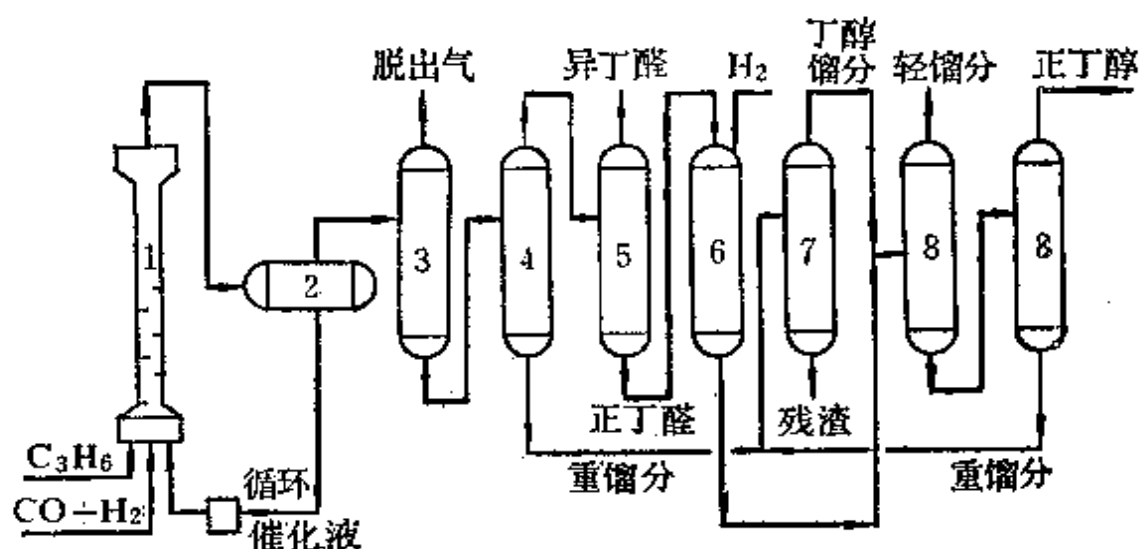 脱出气
异丁醛
H₂
丁醇
馏分
轻馏分
正丁醇
1
2
3
4
5
6
7
8
8
正丁醛
残渣
重馏分
重馏分
C₃H₆
CO+H₂
循环
催化液